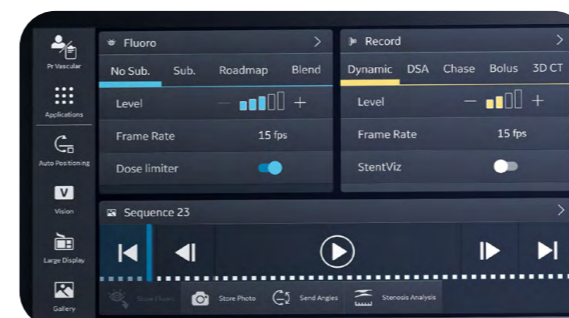 Pr Vascular
Applications
Auto Positioning
V
Vision
Large Display
Gallery
Fluoro
No Sub. Sub. Roadmap Blend
Level
Frame Rate 15 fps
Dose limiter
Record
Dynamic DSA Chase Bolus 3D CT
Level
Frame Rate 15 fps
StentViz
Sequence 23
Store Fluoro Store Photo Send Angles Stenosis Analysis